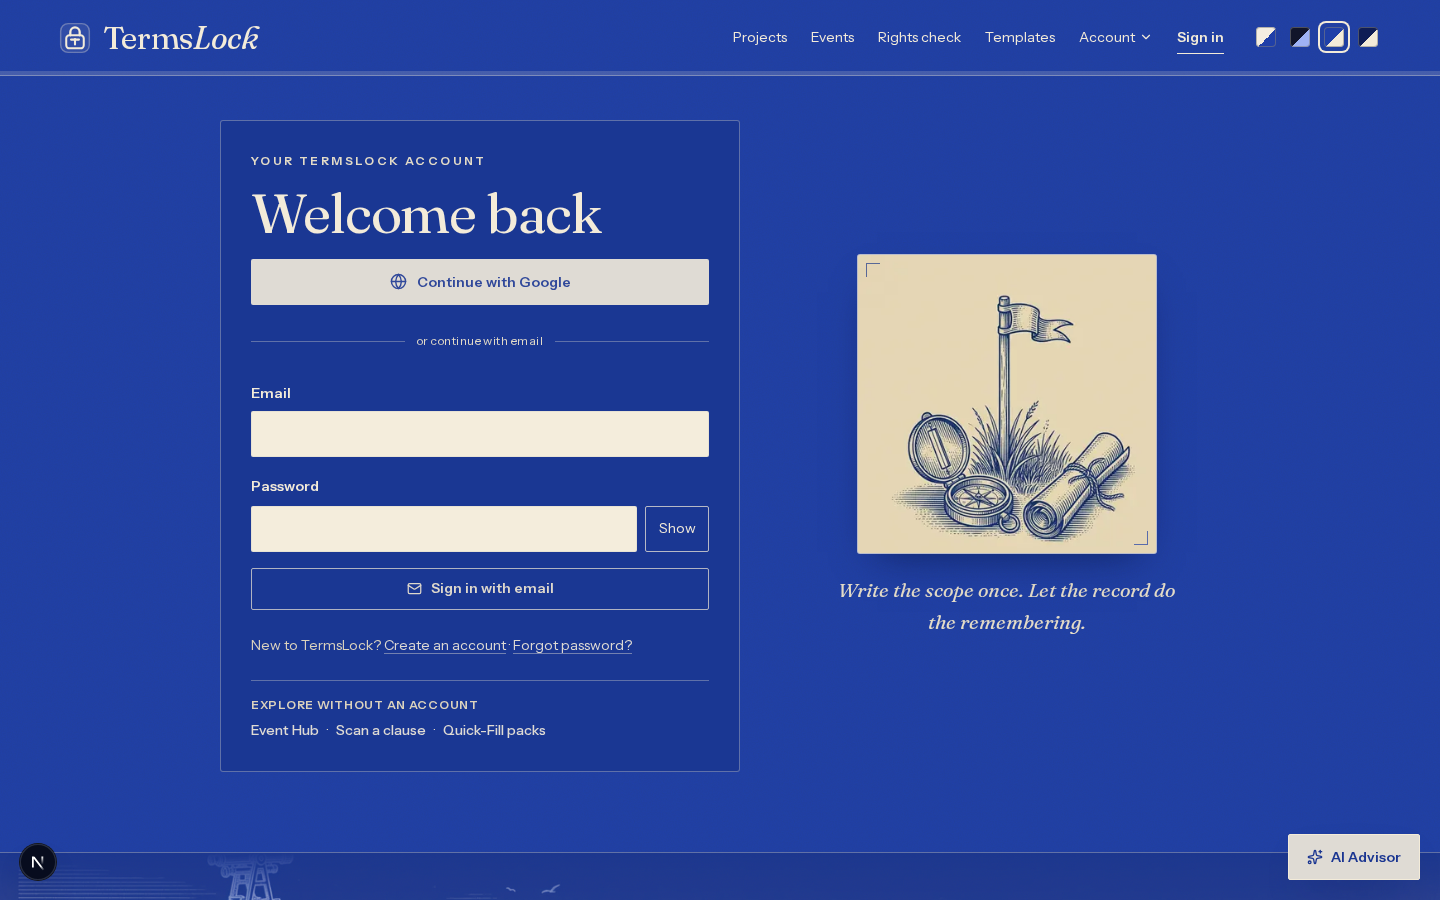 TermsLock
Projects Events Rights check Templates Account Sign in
YOUR TERMSLOCK ACCOUNT
Welcome back
Continue with Google
or continue with email
Email
Password
Show
Sign in with email
New to TermsLock? Create an account · Forgot password?
EXPLORE WITHOUT AN ACCOUNT
Event Hub · Scan a clause · Quick-Fill packs
Write the scope once. Let the record do
the remembering.
N
AI Advisor